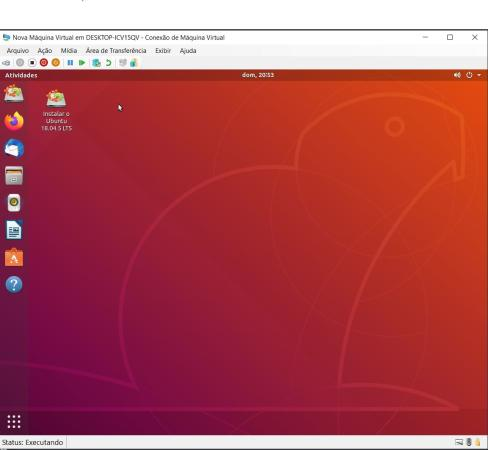 Nova Máquina Virtual em DESKTOP-ICV15QV - Conexão de Máquina Virtual
Arquivo Ação Mídia Área de Transferência Exibir Ajuda
Atividades dom, 20:53
Instalar o
Ubuntu
18.04.5 LTS
Status: Executando